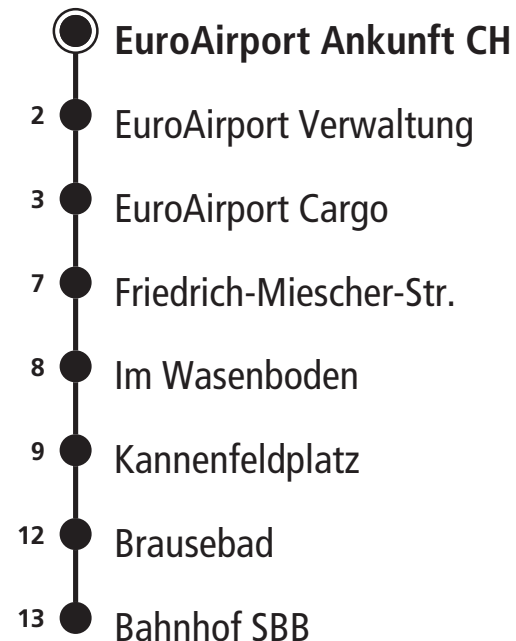 EuroAirport Ankunft CH
2 EuroAirport Verwaltung
3 EuroAirport Cargo
7 Friedrich-Miescher-Str.
8 Im Wasenboden
9 Kannenfeldplatz
12 Brausebad
13 Bahnhof SBB